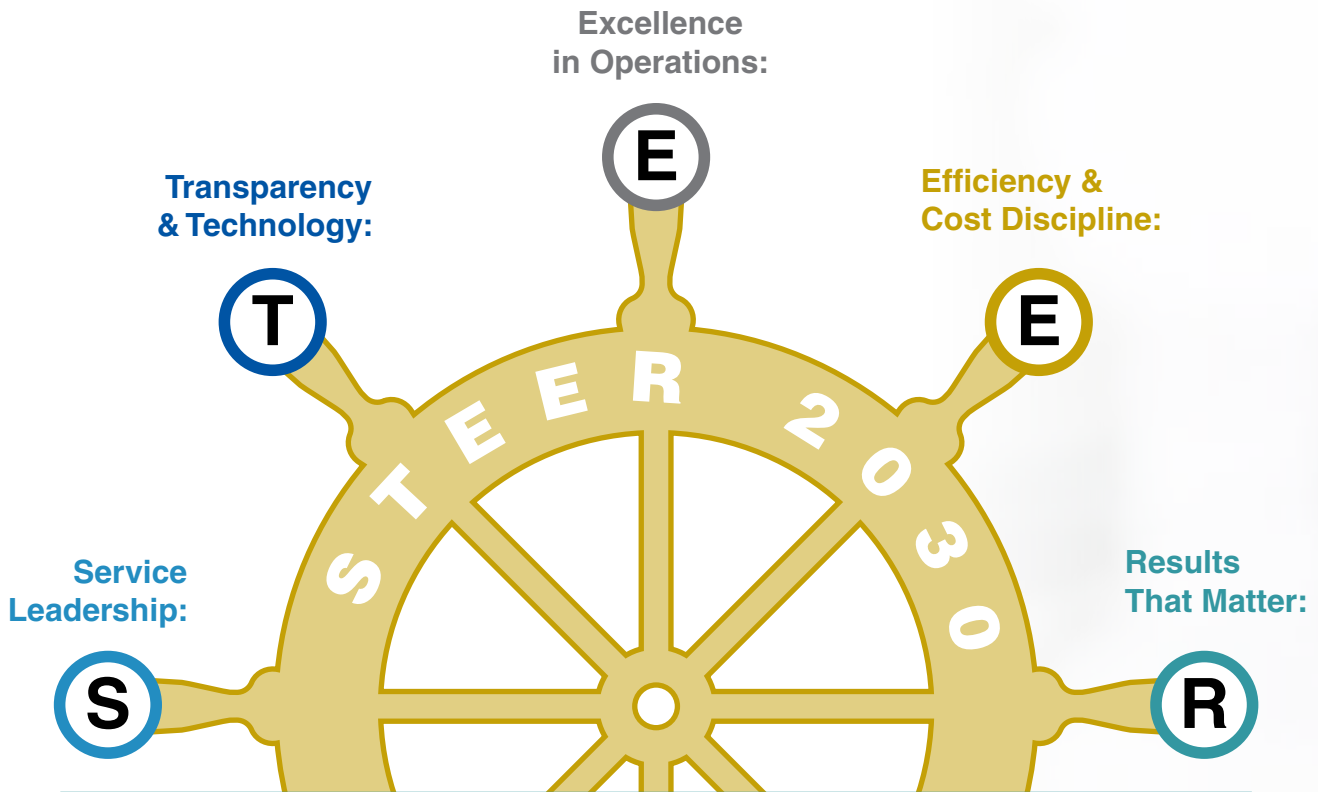 Excellence
in Operations:
E
Transparency
& Technology:
T
Efficiency &
Cost Discipline:
E
STEER 2030
Service
Leadership:
S
Results
That Matter:
R